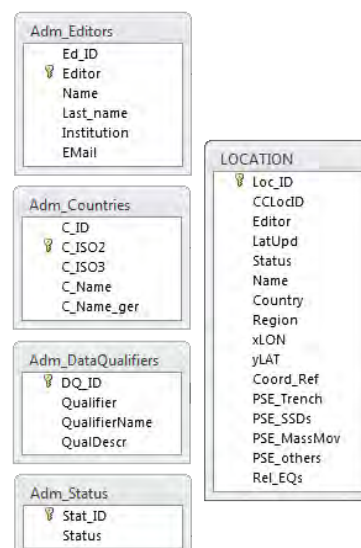 Adm_Editors
Ed_ID
Editor
Name
Last_name
Institution
EMail
Adm_Countries
C_ID
C_ISO2
C_ISO3
C_Name
C_Name_ger
Adm_DataQualifiers
DQ_ID
Qualifier
QualifierName
QualDescr
Adm_Status
Stat_ID
Status
LOCATION
Loc_ID
CCLocID
Editor
LatUpd
Status
Name
Country
Region
xLON
yLAT
Coord_Ref
PSE_Trench
PSE_SSDs
PSE_MassMov
PSE_others
Rel_EQs